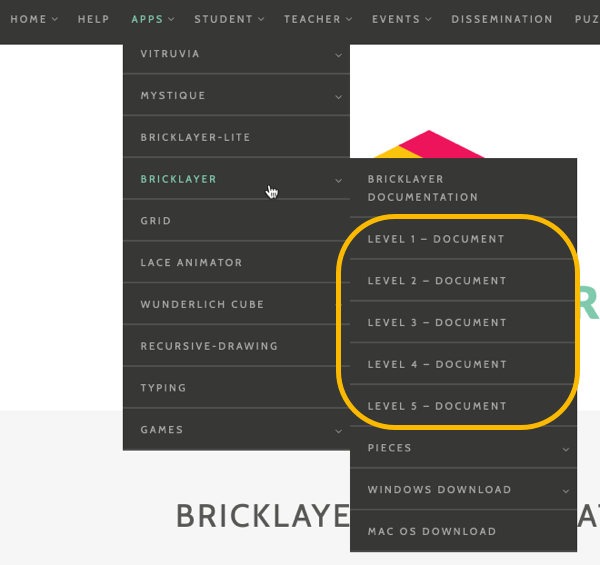 HOME HELP APPS STUDENT TEACHER EVENTS DISSEMINATION PUZ
VITRUVIA
MYSTIQUE
BRICKLAYER-LITE
BRICKLAYER
GRID
LACE ANIMATOR
WUNDERLICH CUBE
RECURSIVE-DRAWING
TYPING
GAMES
BRICKLAYER
DOCUMENTATION
LEVEL 1 – DOCUMENT
LEVEL 2 – DOCUMENT
LEVEL 3 – DOCUMENT
LEVEL 4 – DOCUMENT
LEVEL 5 – DOCUMENT
PIECES
WINDOWS DOWNLOAD
MAC OS DOWNLOAD
R
BRICKLAYE AT